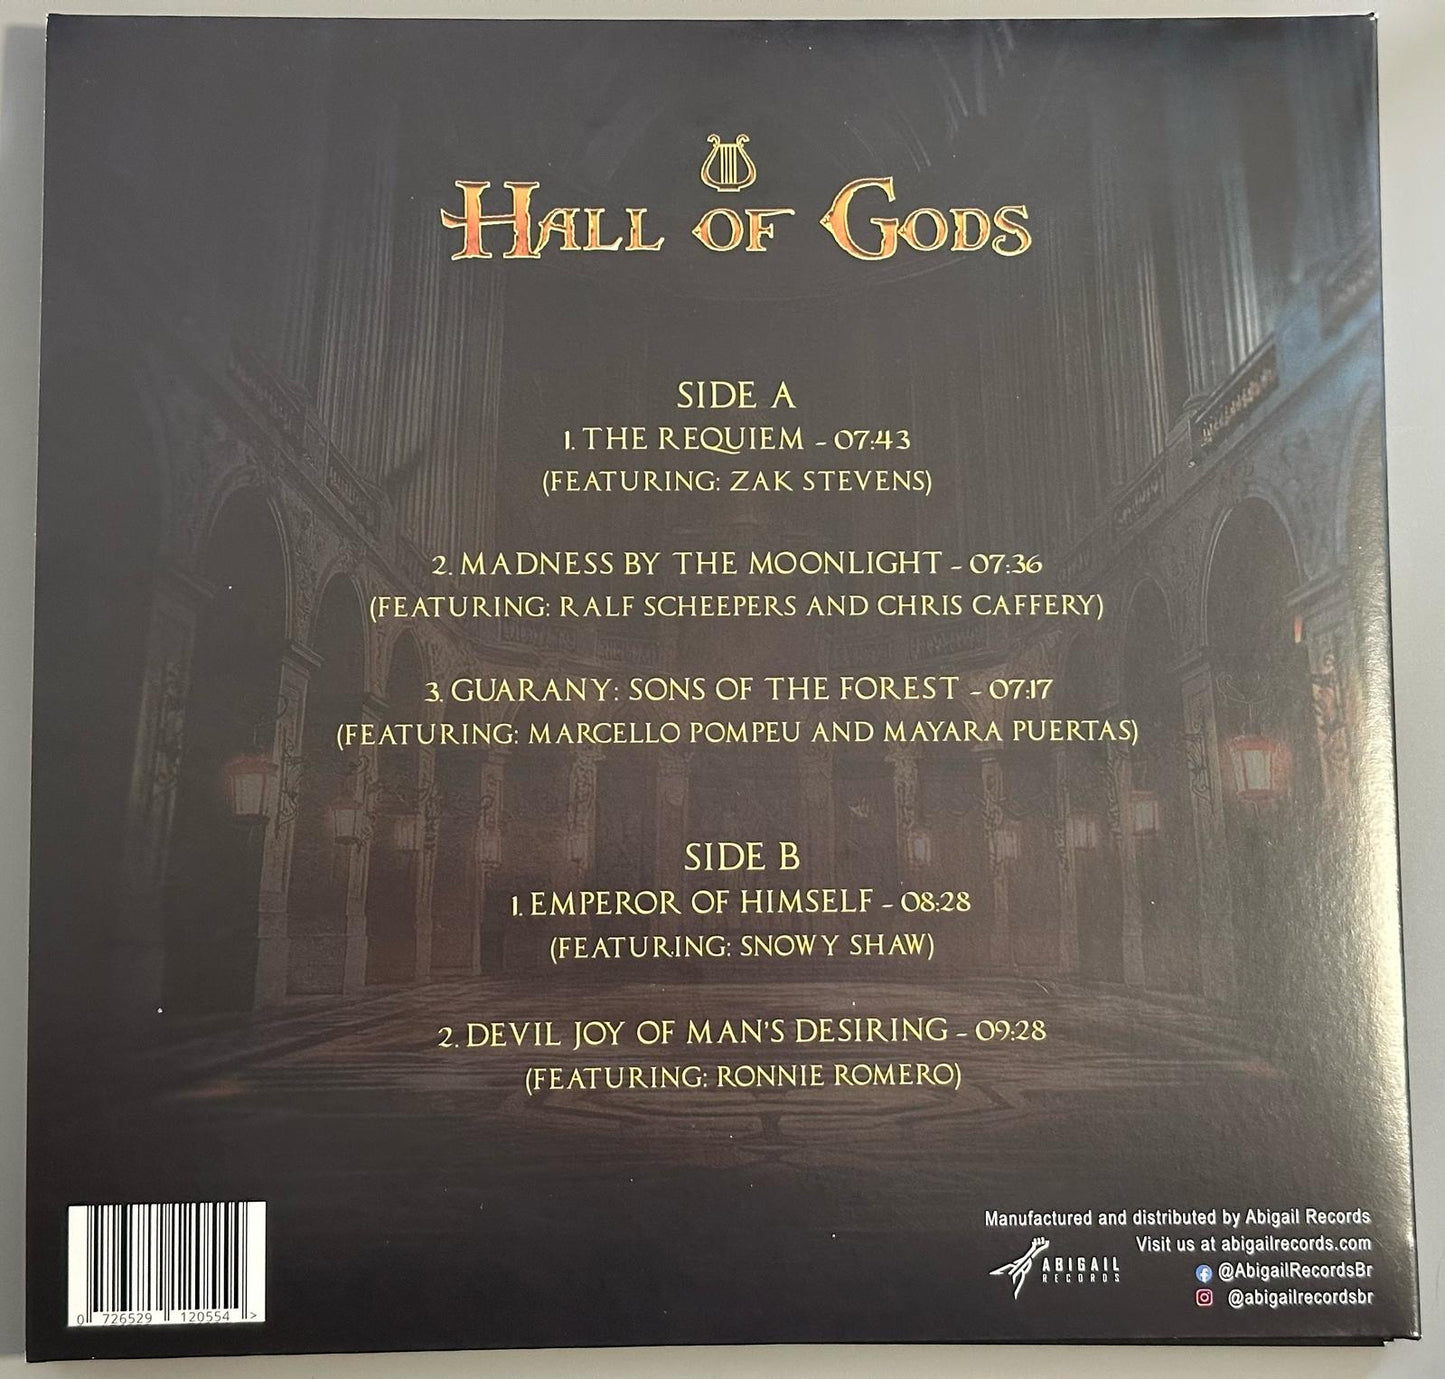 HALL OF GODS
SIDE A
1. THE REQUIEM - 07:43
(FEATURING: ZAK STEVENS)
2. MADNESS BY THE MOONLIGHT - 07:36
(FEATURING: RALF SCHEEPERS AND CHRIS CAFFERY)
3. GUARANY: SONS OF THE FOREST - 07:17
(FEATURING: MARCELLO POMPEU AND MAYARA PUERTAS)
SIDE B
1. EMPEROR OF HIMSELF - 08:28
(FEATURING: SNOWY SHAW)
2. DEVIL JOY OF MAN'S DESIRING - 09:28
(FEATURING: RONNIE ROMERO)
0 726529 120554 >
Manufactured and distributed by Abigail Records
Visit us at abigailrecords.com
ABIGAIL
RECORDS
@AbigailRecordsBr
@abigailrecordsbr